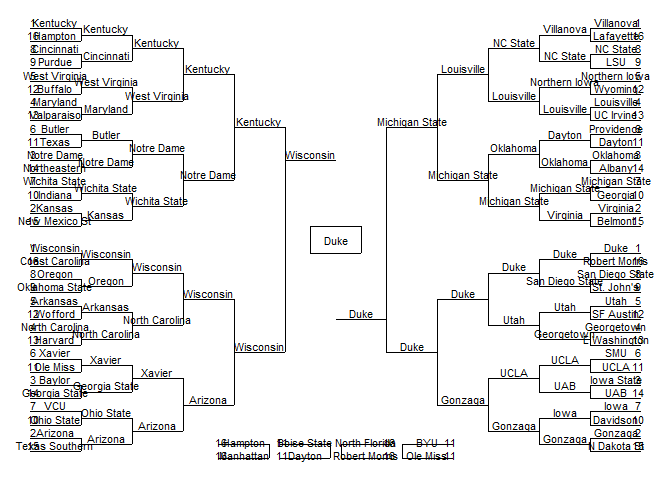 1 Kentucky
16 Hampton
8 Cincinnati
9 Purdue
5 West Virginia
12 Buffalo
4 Maryland
13 Valparaiso
6 Butler
11 Texas
3 Notre Dame
14 Northeastern
7 Wichita State
10 Indiana
2 Kansas
15 New Mexico St
1 Wisconsin
16 Coast Carolina
8 Oregon
9 Oklahoma State
5 Arkansas
12 Wofford
4 North Carolina
13 Harvard
6 Xavier
11 Ole Miss
3 Baylor
14 Georgia State
7 VCU
10 Ohio State
2 Arizona
15 Texas Southern
Kentucky
Cincinnati
West Virginia
Maryland
Butler
Notre Dame
Wichita State
Kansas
Wisconsin
Oregon
Arkansas
North Carolina
Xavier
Georgia State
Ohio State
Arizona
Kentucky
West Virginia
Notre Dame
Wichita State
Wisconsin
North Carolina
Xavier
Arizona
Kentucky
Notre Dame
Wisconsin
Arizona
Kentucky
Wisconsin
Wisconsin
Duke
Duke
Michigan State
Duke
Louisville
Michigan State
Duke
Gonzaga
NC State
Louisville
Oklahoma
Michigan State
Duke
Utah
UCLA
Gonzaga
Villanova
NC State
Northern Iowa
Louisville
Dayton
Oklahoma
Michigan State
Virginia
Duke
San Diego State
Utah
Georgetown
UCLA
UAB
Iowa
Gonzaga
Villanova 1
Lafayette 16
NC State 8
LSU 9
Northern Iowa 5
Wyoming 12
Louisville 4
UC Irvine 13
Providence 6
Dayton 11
Oklahoma 3
Albany 14
Michigan State 7
Georgia 10
Virginia 2
Belmont 15
Duke 1
Robert Morris 16
San Diego State 8
St. John's 9
Utah 5
SF Austin 12
Georgetown 4
E Washington 13
SMU 6
UCLA 11
Iowa State 3
UAB 14
Iowa 7
Davidson 10
Gonzaga 2
N Dakota St 15
16 Hampton
16 Manhattan
11 Boise State
11 Dayton
North Florida 16
Robert Morris 16
BYU 11
Ole Miss 11